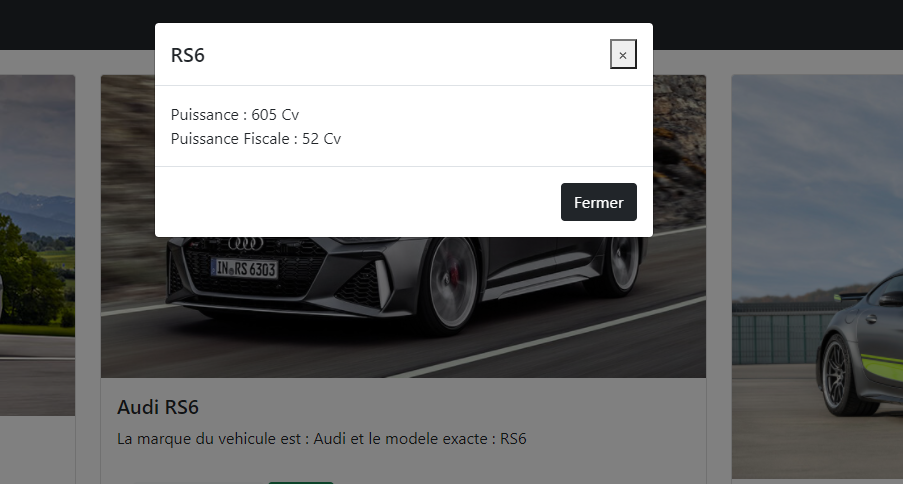 RS6
×
Puissance : 605 Cv
Puissance Fiscale : 52 Cv
Fermer
IN RS 6303
Audi RS6
La marque du vehicule est : Audi et le modele exacte : RS6